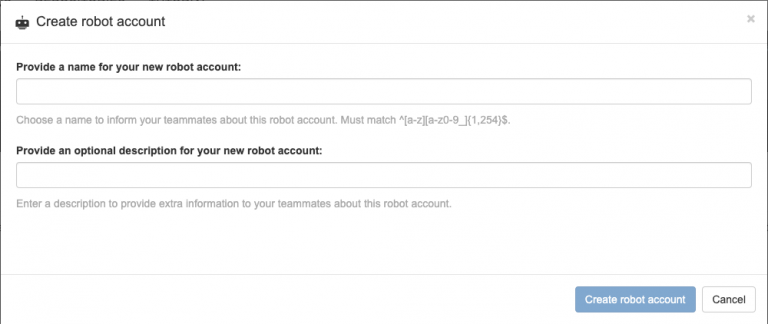 Create robot account
×
Provide a name for your new robot account:
Choose a name to inform your teammates about this robot account. Must match ^[a-z][a-z0-9_]{1,254}$.
Provide an optional description for your new robot account:
Enter a description to provide extra information to your teammates about this robot account.
Create robot account
Cancel